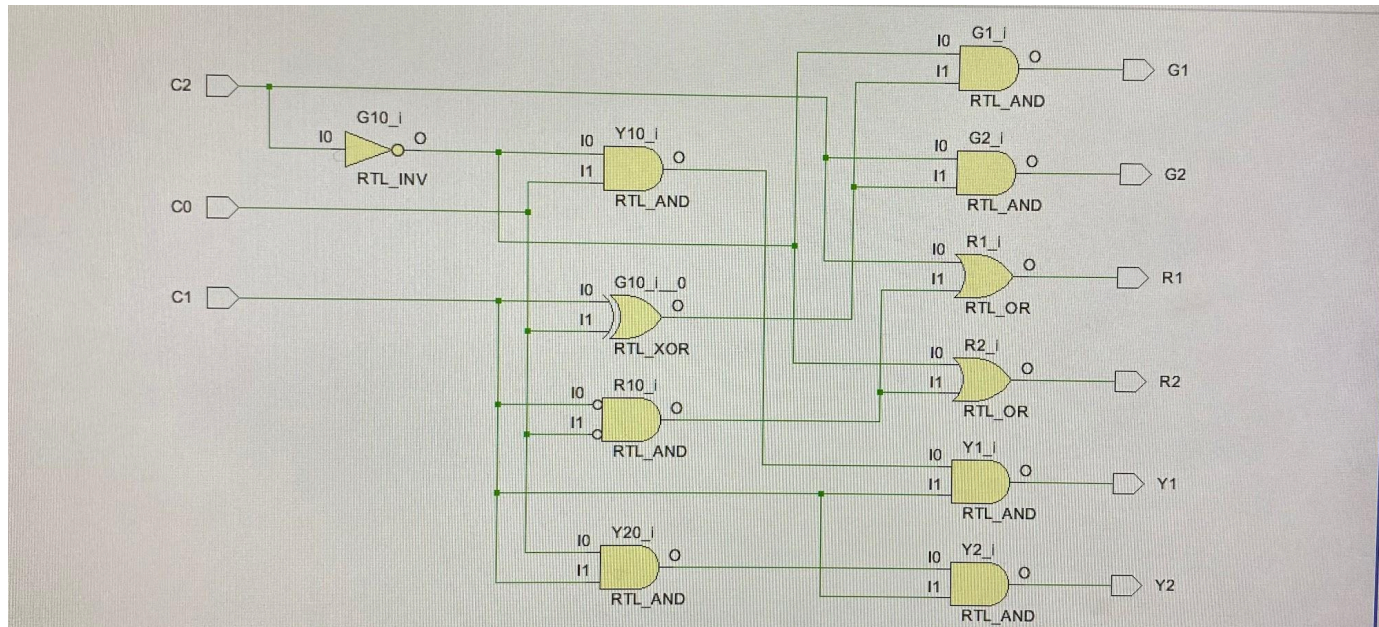 C2
C0
C1
G10_i
I0
O
RTL_INV
Y10_i
I0
I1
O
RTL_AND
G10_i__0
I0
I1
O
RTL_XOR
R10_i
I0
I1
O
RTL_AND
Y20_i
I0
I1
O
RTL_AND
G1_i
I0
I1
O
RTL_AND
G1
G2_i
I0
I1
O
RTL_AND
G2
R1_i
I0
I1
O
RTL_OR
R1
R2_i
I0
I1
O
RTL_OR
R2
Y1_i
I0
I1
O
RTL_AND
Y1
Y2_i
I0
I1
O
RTL_AND
Y2